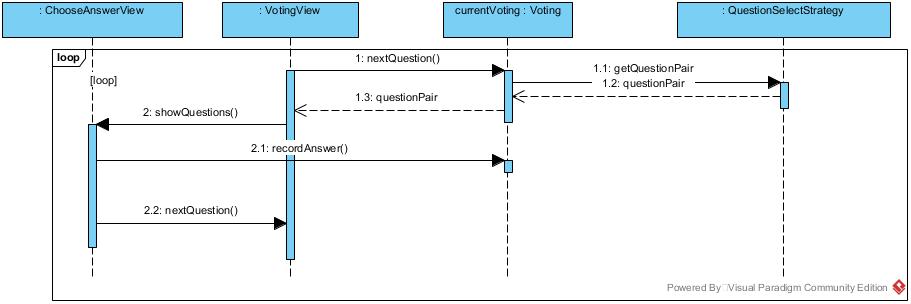 : ChooseAnswerView
: VotingView
currentVoting : Voting
: QuestionSelectStrategy
loop
[loop]
1: nextQuestion()
1.1: getQuestionPair
1.2: questionPair
1.3: questionPair
2: showQuestions()
2.1: recordAnswer()
2.2: nextQuestion()
Powered By Visual Paradigm Community Edition